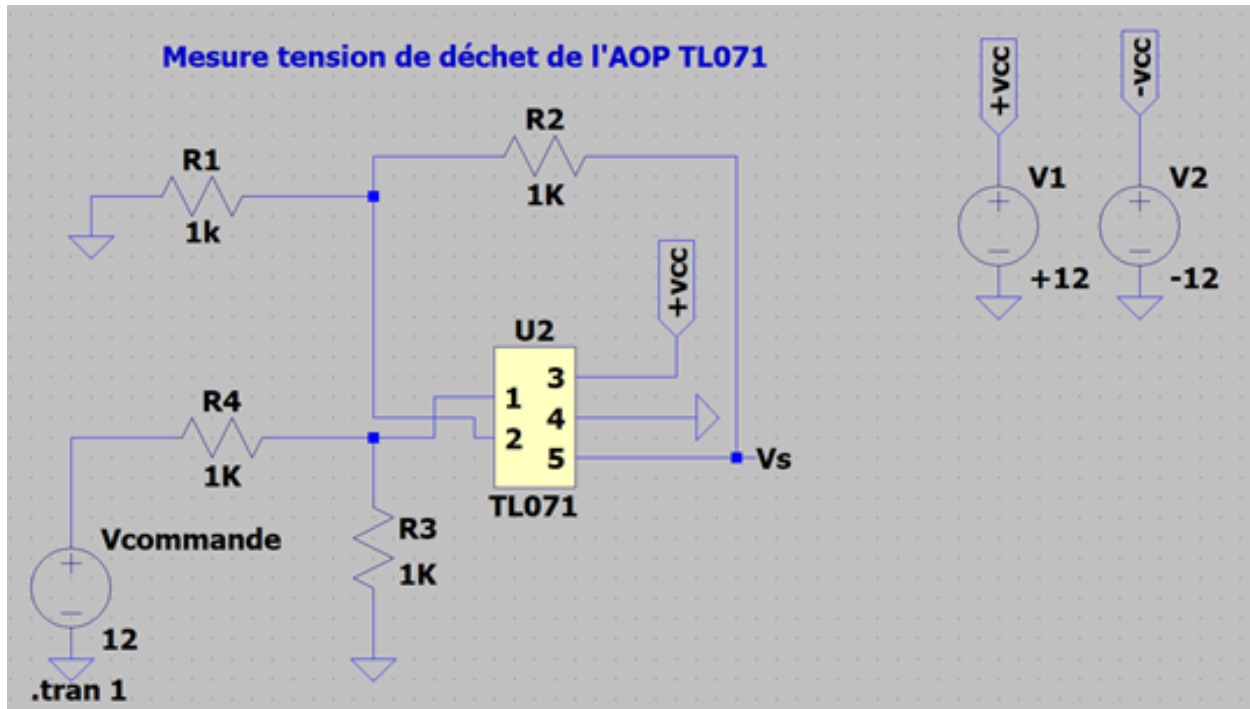 Mesure tension de déchet de l'AOP TL071
R2
1K
R1
1k
+vcc
U2
1
2
3
4
5
TL071
Vs
R4
1K
R3
1K
Vcommande
12
.tran 1
+vcc
V1
+12
-vcc
V2
-12